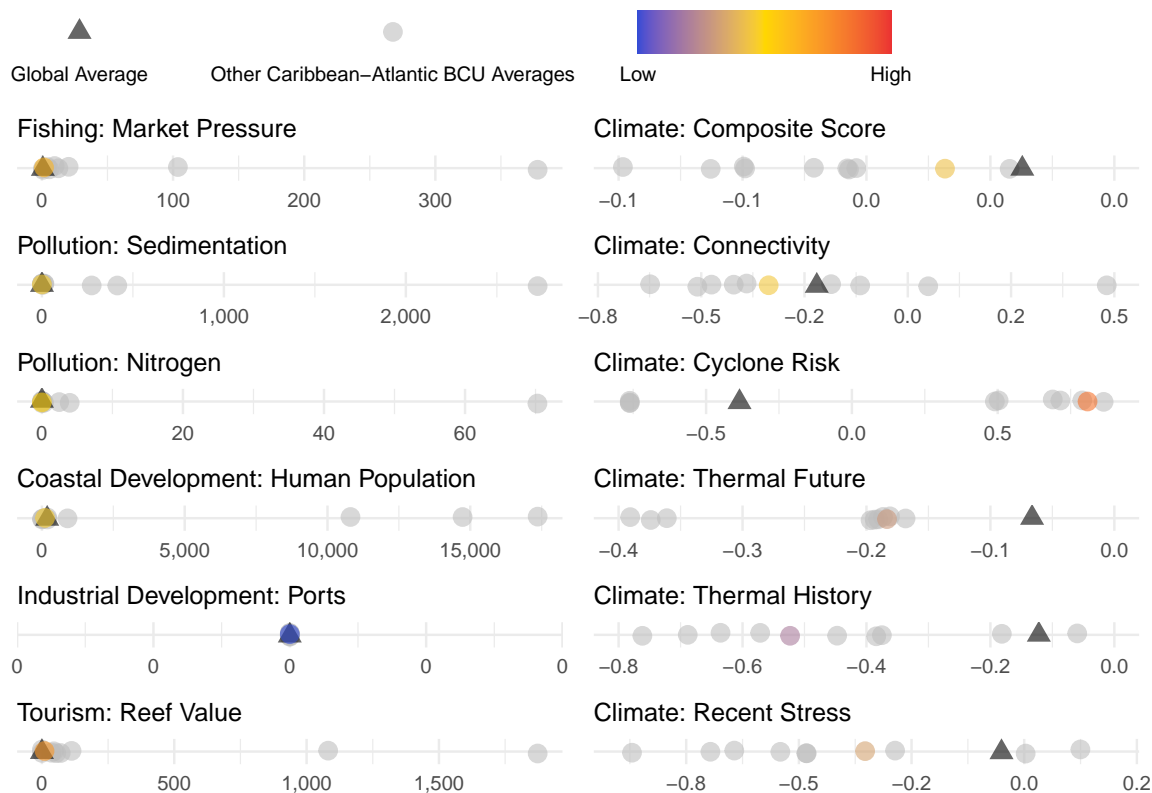 Global Average
Other Caribbean−Atlantic BCU Averages
Low
High
Fishing: Market Pressure
0 100 200 300
Climate: Composite Score
−0.1 −0.1 0.0 0.0 0.0
Pollution: Sedimentation
0 1,000 2,000
Climate: Connectivity
−0.8 −0.5 −0.2 0.0 0.2 0.5
Pollution: Nitrogen
0 20 40 60
Climate: Cyclone Risk
−0.5 0.0 0.5
Coastal Development: Human Population
0 5,000 10,000 15,000
Climate: Thermal Future
−0.4 −0.3 −0.2 −0.1 0.0
Industrial Development: Ports
0 0 0 0 0
Climate: Thermal History
−0.8 −0.6 −0.4 −0.2 0.0
Tourism: Reef Value
0 500 1,000 1,500
Climate: Recent Stress
−0.8 −0.5 −0.2 0.0 0.2